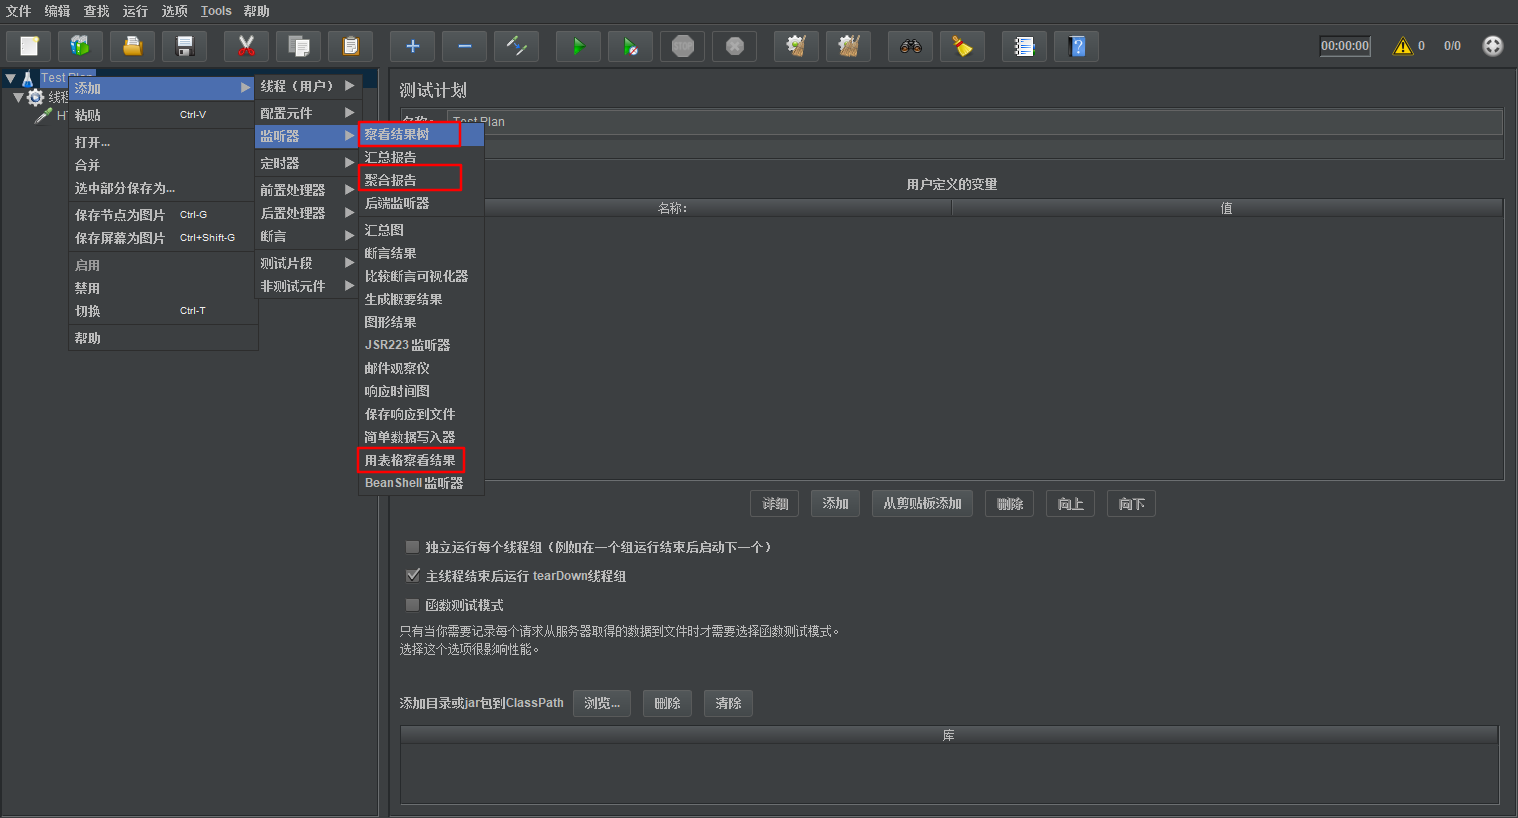 文件 编辑 查找 运行 选项 Tools 帮助
STOP
00:00:00 0 0/0
Test Plan
线程
添加
粘贴 Ctrl-V
打开...
合并
选中部分保存为...
保存节点为图片 Ctrl-G
保存屏幕为图片 Ctrl+Shift-G
启用
禁用
切换 Ctrl-T
帮助
线程（用户）
配置元件
监听器
定时器
前置处理器
后置处理器
断言
测试片段
非测试元件
察看结果树
汇总报告
聚合报告
后端监听器
汇总图
断言结果
比较断言可视化器
生成概要结果
图形结果
JSR223 监听器
邮件观察仪
响应时间图
保存响应到文件
简单数据写入器
用表格察看结果
BeanShell 监听器
测试计划
名称： Test Plan
用户定义的变量
名称: 值
详细 添加 从剪贴板添加 删除 向上 向下
独立运行每个线程组（例如在一个组运行结束后启动下一个）
主线程结束后运行 tearDown线程组
函数测试模式
只有当你需要记录每个请求从服务器取得的数据到文件时才需要选择函数测试模式。
选择这个选项很影响性能。
添加目录或jar包到ClassPath 浏览... 删除 清除
库